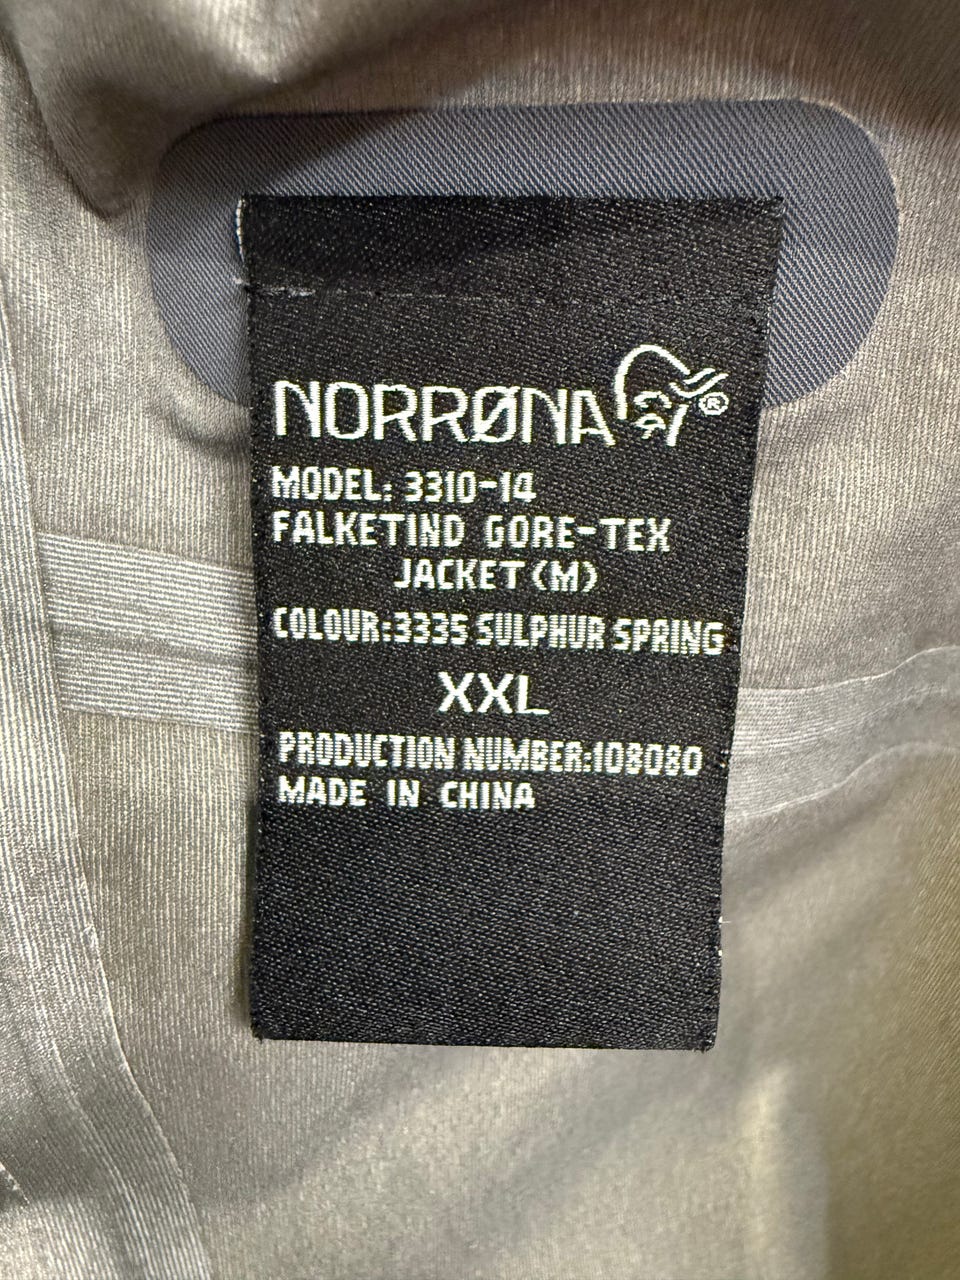 NORRØNA®
MODEL: 3310-14
FALKETIND GORE-TEX
JACKET (M)
COLOUR:3335 SULPHUR SPRING
XXL
PRODUCTION NUMBER:108080
MADE IN CHINA